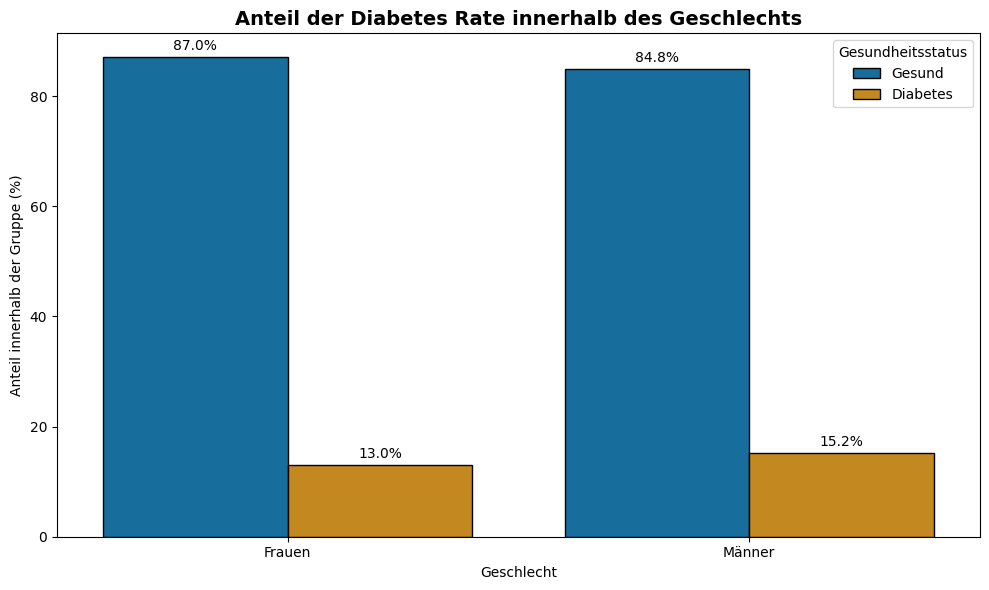 Anteil der Diabetes Rate innerhalb des Geschlechts
Anteil innerhalb der Gruppe (%)
80
60
40
20
0
87.0%
13.0%
84.8%
15.2%
Gesundheitsstatus
Gesund
Diabetes
Frauen
Männer
Geschlecht